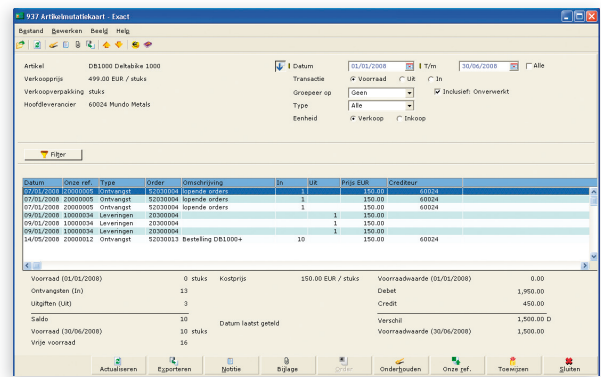 937 Artikelmutatiekaart - Exact
Bestand Bewerken Beeld Help
Artikel DB1000 Deltabike 1000 Datum 01/01/2008 T/m 30/06/2008 Alle
Verkoopprijs 499.00 EUR / stuks Transactie Voorraad Uit In
Verkoopverpakking stuks Groepeer op Geen Inclusief: Onverwerkt
Hoofdleverancier 60024 Mundo Metals Type Alle
Eenheid Verkoop Inkoop
Filter
Datum Onze ref. Type Order Omschrijving In Uit Prijs EUR Crediteur
07/01/2008 20000005 Ontvangst 52030004 lopende orders 1 150.00 60024
07/01/2008 20000005 Ontvangst 52030004 lopende orders 1 150.00 60024
07/01/2008 20000005 Ontvangst 52030004 lopende orders 1 150.00 60024
09/01/2008 10000034 Leveringen 20300004 1 150.00
09/01/2008 10000034 Leveringen 20300004 1 150.00
09/01/2008 10000034 Leveringen 20300004 1 150.00
14/05/2008 20000012 Ontvangst 52030013 Bestelling DB1000+ 10 150.00 60024
Voorraad (01/01/2008) 0 stuks Kostprijs 150.00 EUR / stuks Voorraadwaarde (01/01/2008) 0.00
Ontvangsten (In) 13 Debet 1,950.00
Uitgiften (Uit) 3 Credit 450.00
Saldo 10 Verschil 1,500.00 D
Voorraad (30/06/2008) 10 stuks Datum laatst geteld Voorraadwaarde (30/06/2008) 1,500.00
Vrije voorraad 16
Actualiseren Exporteren Notitie Bijlage Order Onderhouden Onze ref. Toewijzen Sluiten